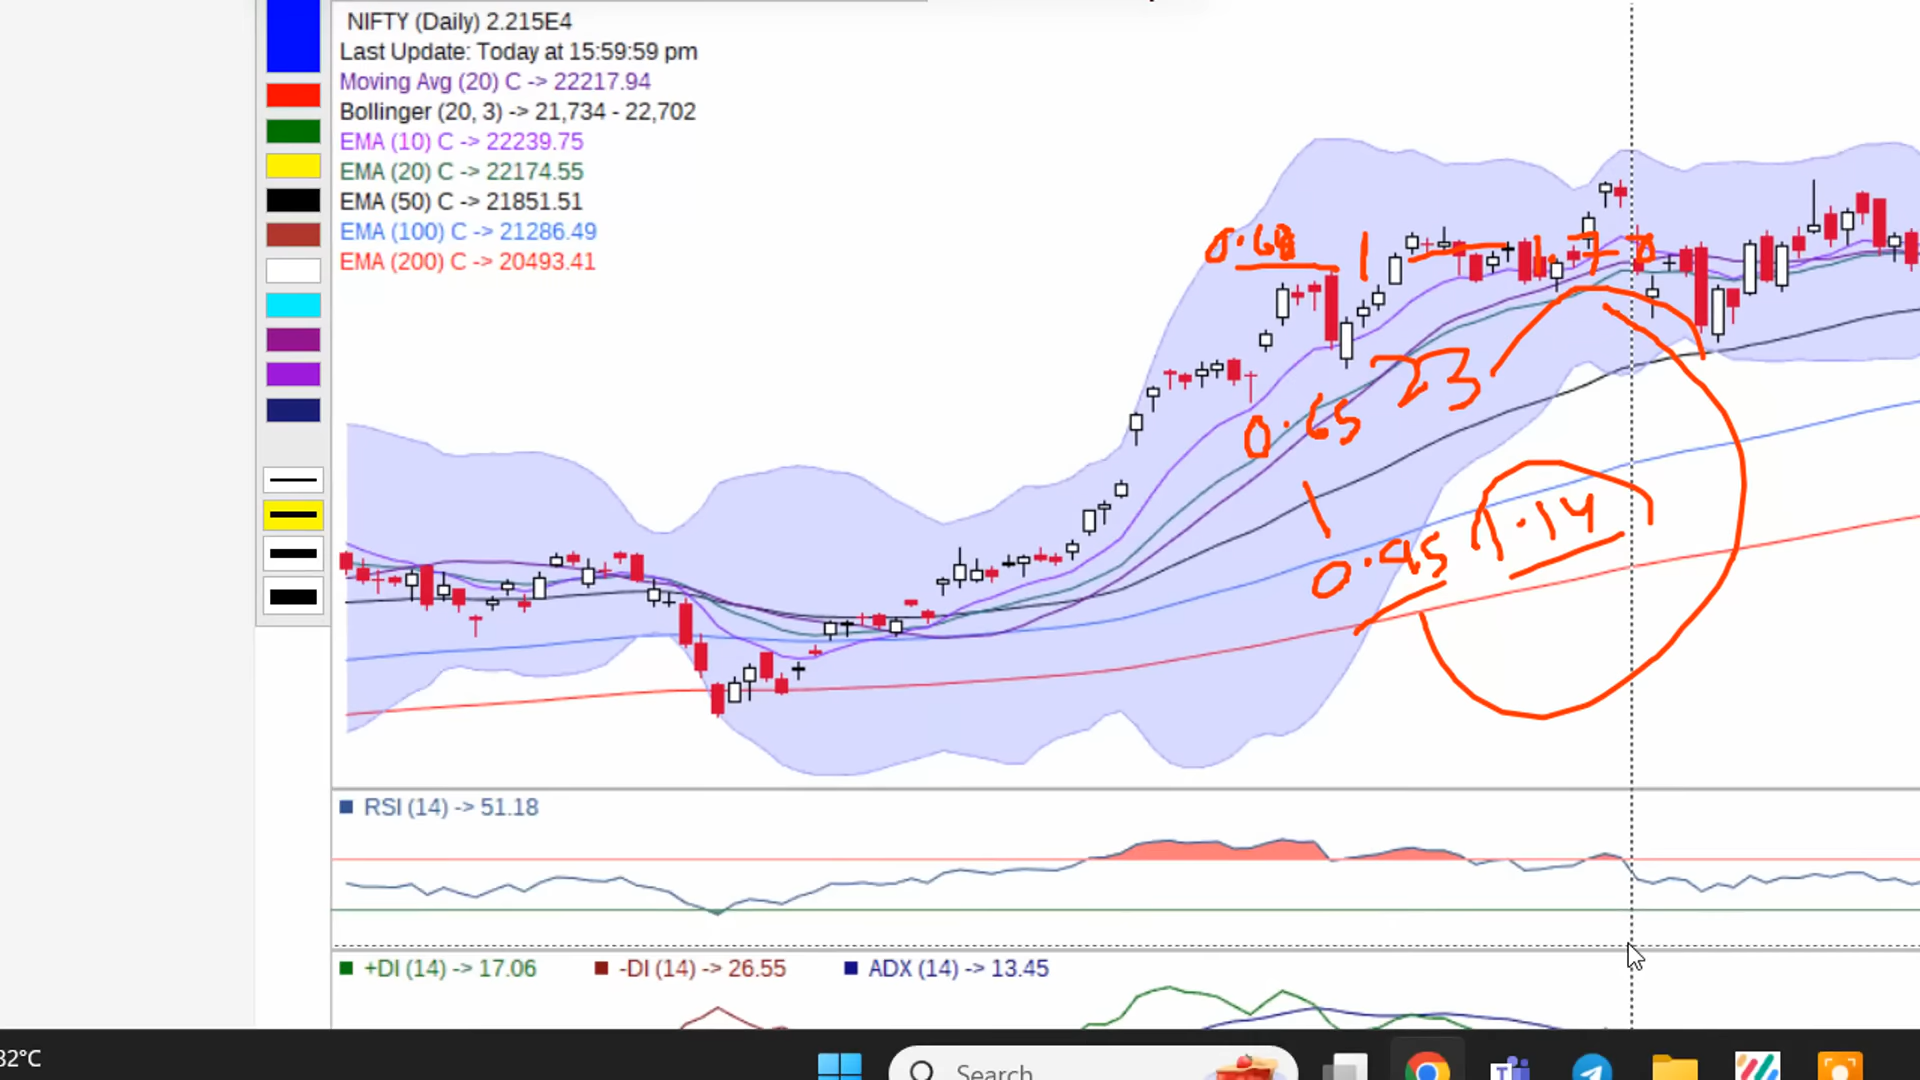 NIFTY (Daily) 2.215E4
Last Update: Today at 15:59:59 pm
Moving Avg (20) C -> 22217.94
Bollinger (20, 3) -> 21,734 - 22,702
EMA (10) C -> 22239.75
EMA (20) C -> 22174.55
EMA (50) C -> 21851.51
EMA (100) C -> 21286.49
EMA (200) C -> 20493.41
0.68
0.65
23
0.95 1.14
RSI (14) -> 51.18
+DI (14) -> 17.06 -DI (14) -> 26.55 ADX (14) -> 13.45
32°C
Search